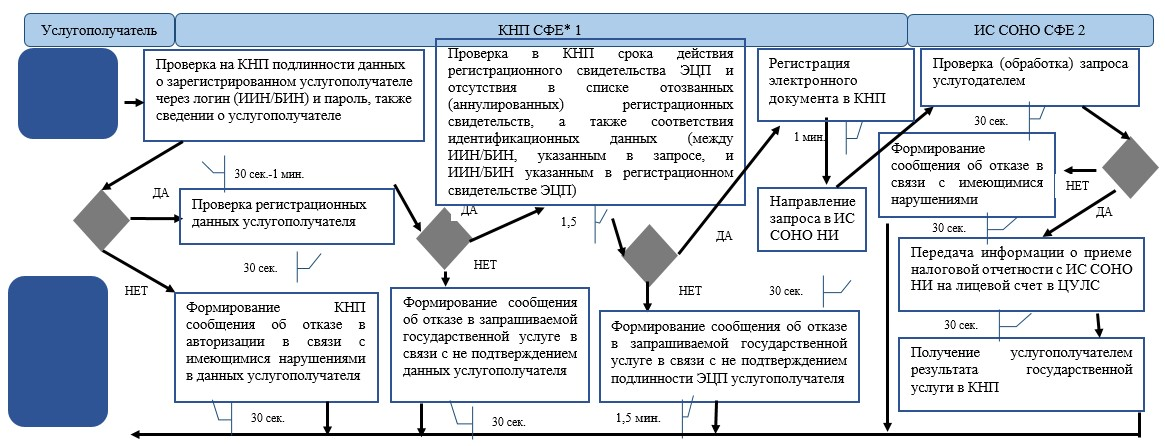 Услугополучатель
КНП СФЕ* 1
ИС СОНО СФЕ 2
Проверка на КНП подлинности данных
о зарегистрированном услугополучателе
через логин (ИИН/БИН) и пароль, также
сведении о услугополучателе
Проверка в КНП срока действия
регистрационного свидетельства ЭЦП и
отсутствия в списке отозванных
(аннулированных) регистрационных
свидетельств, а также соответствия
идентификационных данных (между
ИИН/БИН, указанным в запросе, и
ИИН/БИН указанным в регистрационном
свидетельстве ЭЦП)
Регистрация
электронного
документа в КНП
Проверка (обработка) запроса
услугодателем
30 сек.-1 мин.
1 мин.
30 сек.
Формирование
сообщения об отказе в
связи с имеющимися
нарушениями
НЕТ
ДА
ДА
Проверка регистрационных
данных услугополучателя
ДА
1,5
ДА
Направление
запроса в ИС
СОНО НИ
30 сек.
Передача информации о приеме
налоговой отчетности с ИС СОНО
НИ на лицевой счет в ЦУЛС
30 сек.
НЕТ
НЕТ
НЕТ
30 сек.
Формирование КНП
сообщения об отказе в
авторизации в связи с
имеющимися нарушениями
в данных услугополучателя
Формирование сообщения
об отказе в запрашиваемой
государственной услуге в
связи с не подтверждением
данных услугополучателя
Формирование сообщения об отказе
в запрашиваемой государственной
услуге в связи с не подтверждением
подлинности ЭЦП услугополучателя
30 сек.
Получение услугополучателем
результата государственной
услуги в КНП
30 сек.
30 сек.
1,5 мин.